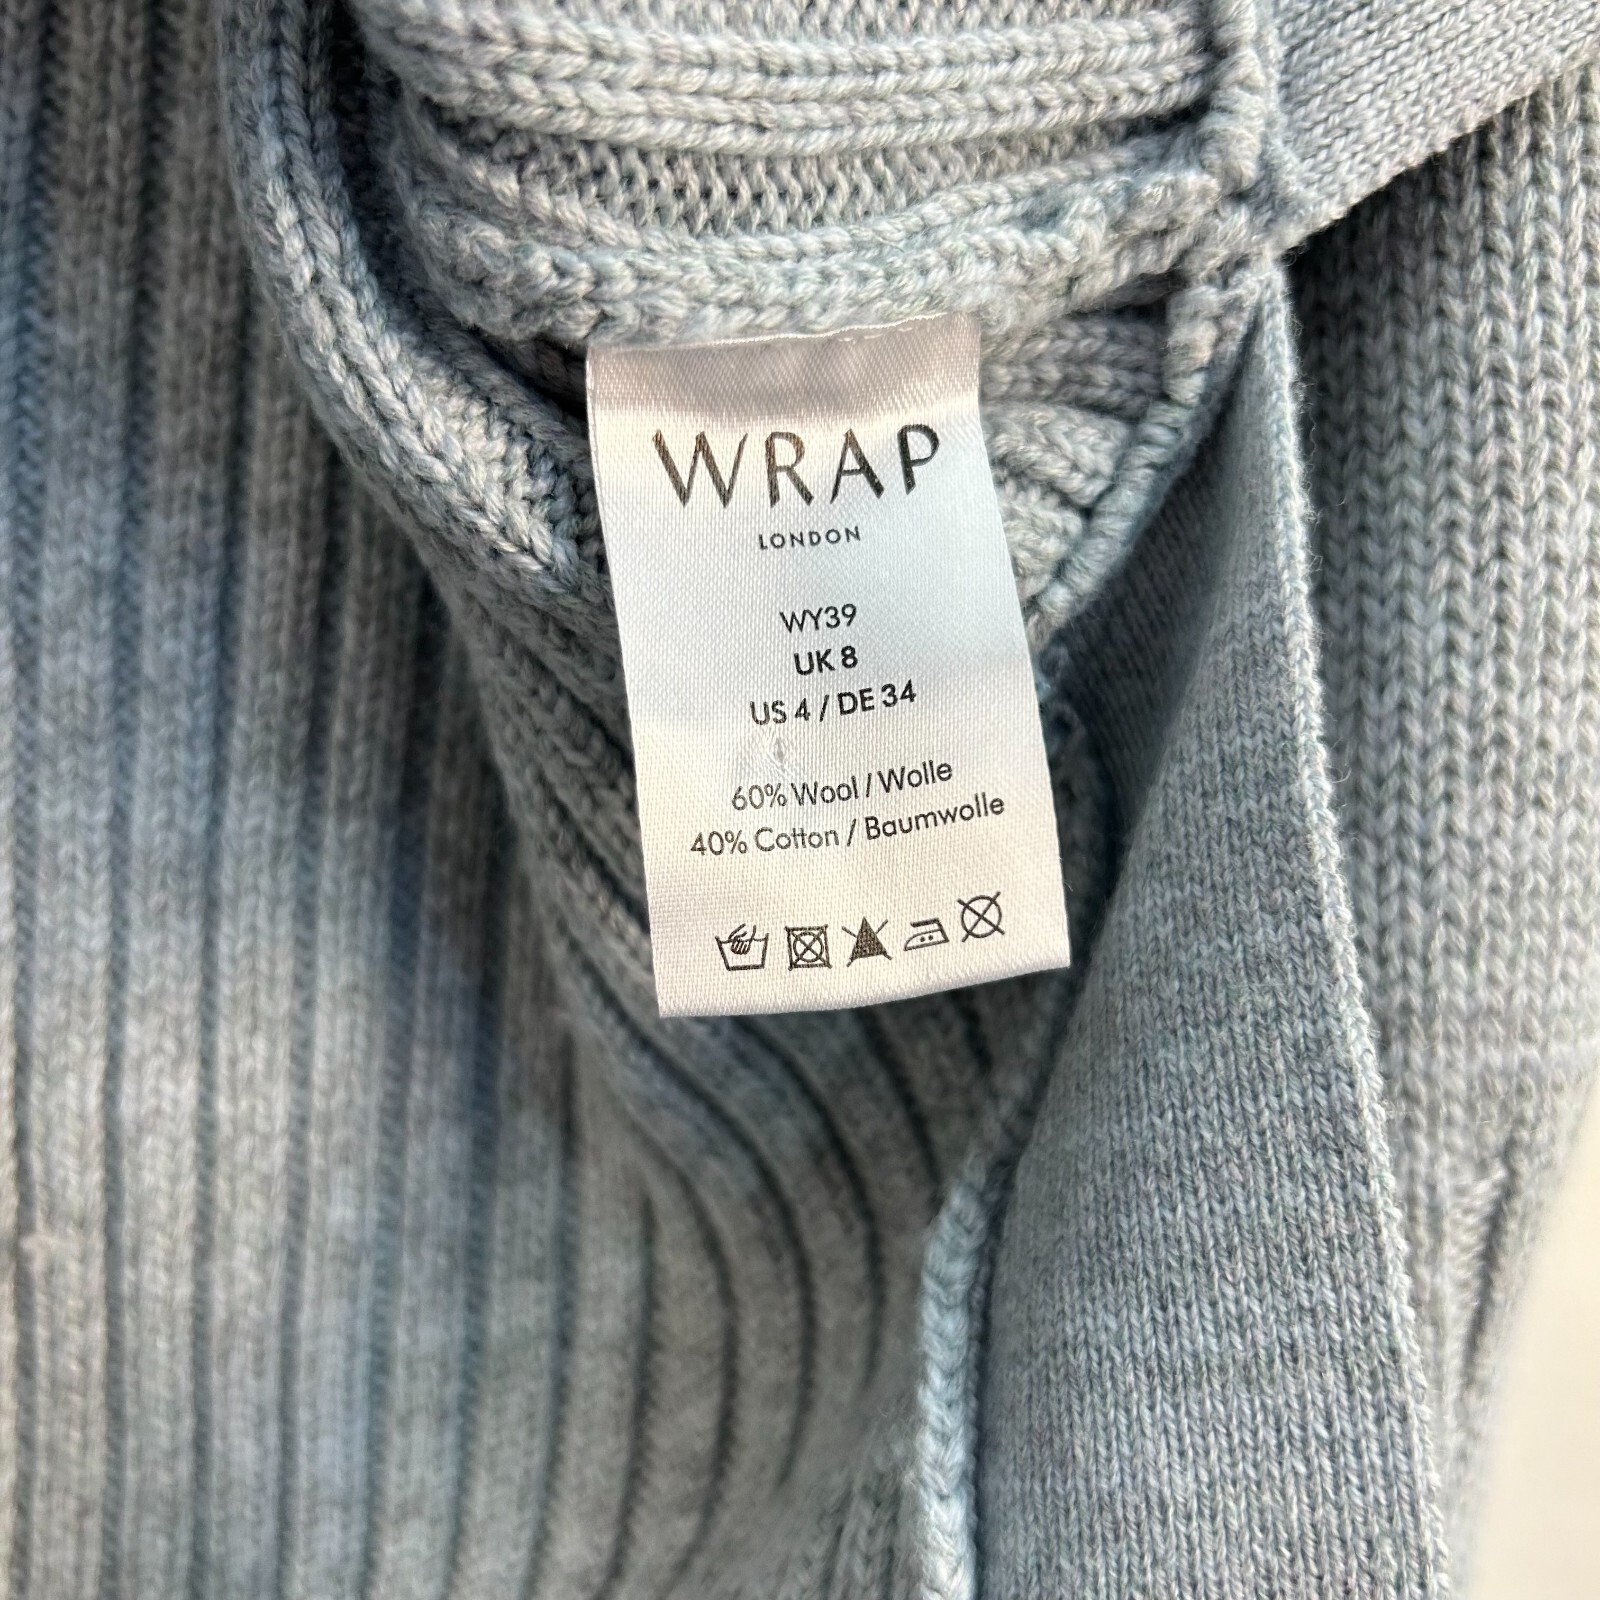 WRAP
LONDON
WY39
UK 8
US 4 / DE 34
60% Wool / Wolle
40% Cotton / Baumwolle